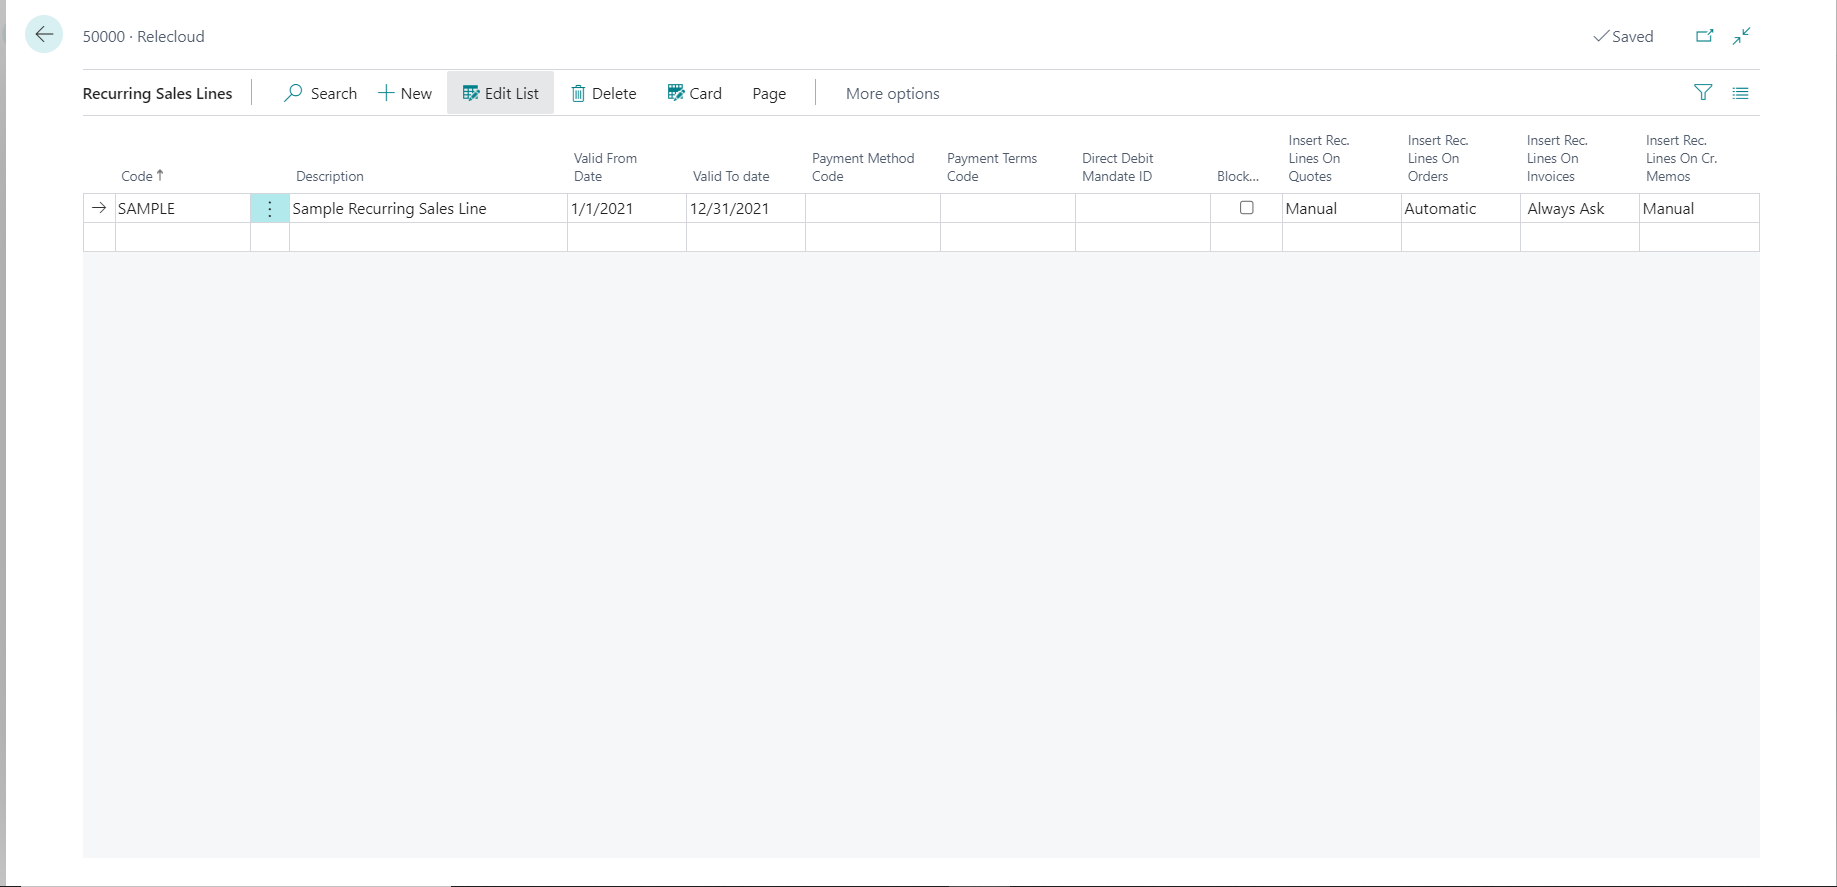 50000 · Relecloud
Saved
Recurring Sales Lines
Search
New
Edit List
Delete
Card
Page
More options
Code
Description
Valid From
Date
Valid To date
Payment Method
Code
Payment Terms
Code
Direct Debit
Mandate ID
Block...
Insert Rec.
Lines On
Quotes
Insert Rec.
Lines On
Orders
Insert Rec.
Lines On
Invoices
Insert Rec.
Lines On Cr.
Memos
SAMPLE
Sample Recurring Sales Line
1/1/2021
12/31/2021
Manual
Automatic
Always Ask
Manual